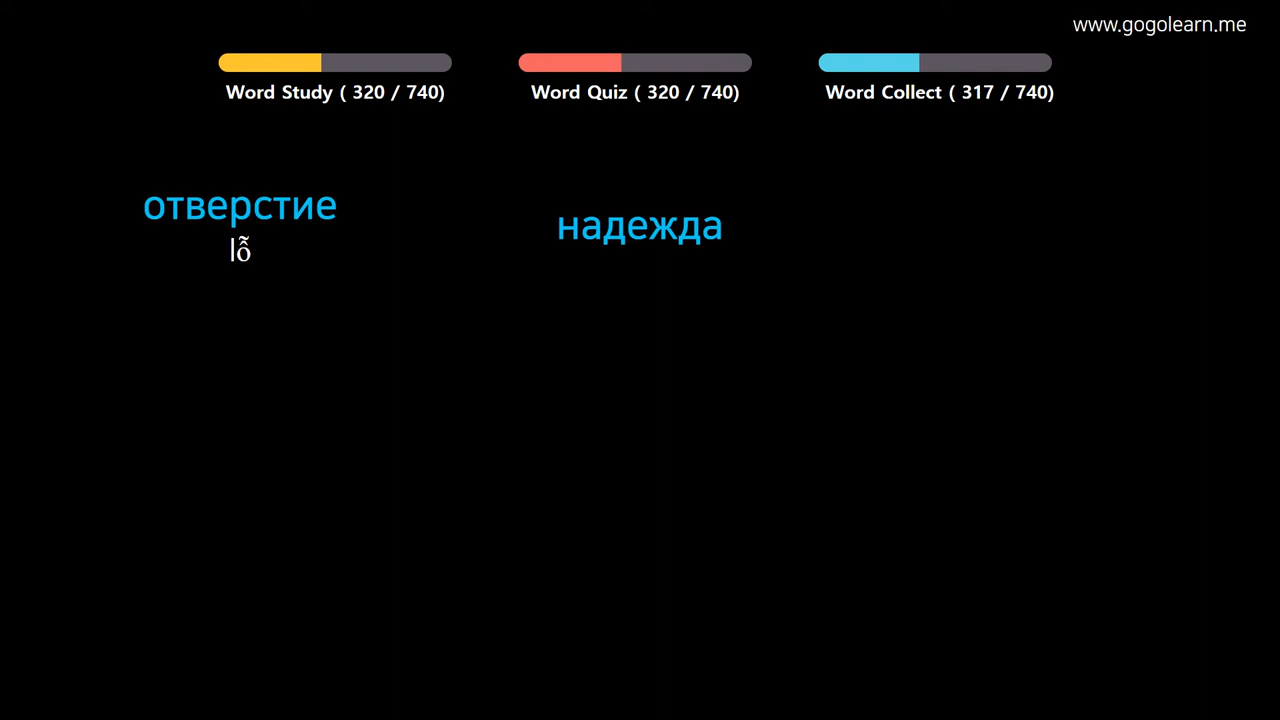 www.gogolearn.me
Word Study ( 320 / 740)
Word Quiz ( 320 / 740)
Word Collect ( 317 / 740)
отверстие
lỗ
надежда